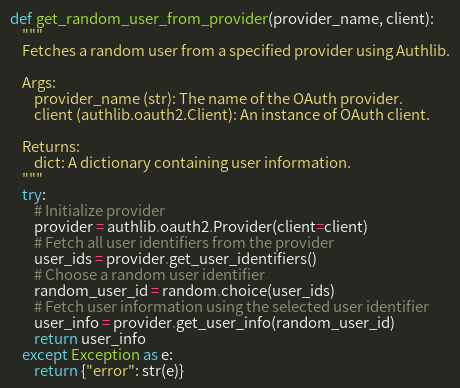 def get_random_user_from_provider(provider_name, client):
    """
    Fetches a random user from a specified provider using Authlib.

    Args:
        provider_name (str): The name of the OAuth provider.
        client (authlib.oauth2.Client): An instance of OAuth client.

    Returns:
        dict: A dictionary containing user information.
    """
    try:
        # Initialize provider
        provider = authlib.oauth2.Provider(client=client)
        # Fetch all user identifiers from the provider
        user_ids = provider.get_user_identifiers()
        # Choose a random user identifier
        random_user_id = random.choice(user_ids)
        # Fetch user information using the selected user identifier
        user_info = provider.get_user_info(random_user_id)
        return user_info
    except Exception as e:
        return {"error": str(e)}